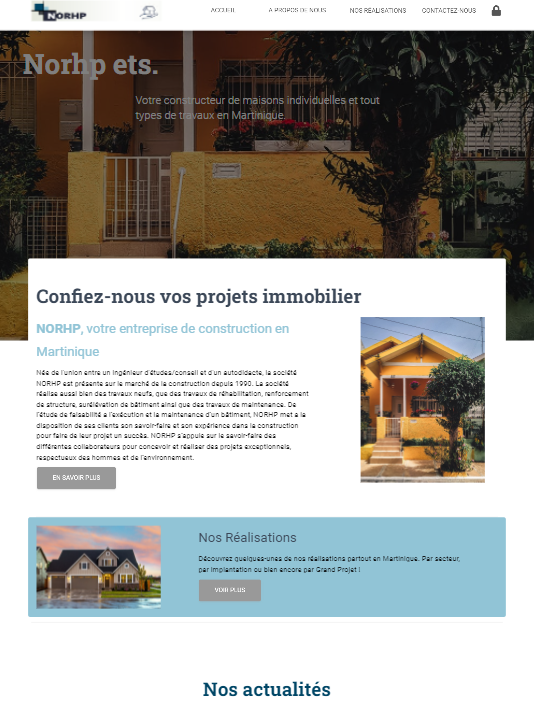 NORHP
ACCUEIL
A PROPOS DE NOUS
NOS RÉALISATIONS
CONTACTEZ-NOUS
Norhp ets.
Votre constructeur de maisons individuelles et tout
types de travaux en Martinique.
Confiez-nous vos projets immobilier
NORHP, votre entreprise de construction en
Martinique
Née de l'union entre un ingénieur d'études/conseil et d'un autodidacte, la société
NORHP est présente sur le marché de la construction depuis 1990. La société
réalise aussi bien des travaux neufs, que des travaux de réhabilitation, renforcement
de structure, surélévation de bâtiment ainsi que des travaux de maintenance. De
l'étude de faisabilité a l'exécution et la maintenance d'un bâtiment, NORHP met a la
disposition de ses clients son savoir-faire et son expérience dans la construction
pour faire de leur projet un succès. NORHP s'appuie sur le savoir-faire des
différentes collaborateurs pour concevoir et réaliser des projets exceptionnels,
respectueux des hommes et de l'environnement.
EN SAVOIR PLUS
Nos Réalisations
Découvrez quelques-unes de nos réalisations partout en Martinique. Par secteur,
par implantation ou bien encore par Grand Projet !
VOIR PLUS
Nos actualités